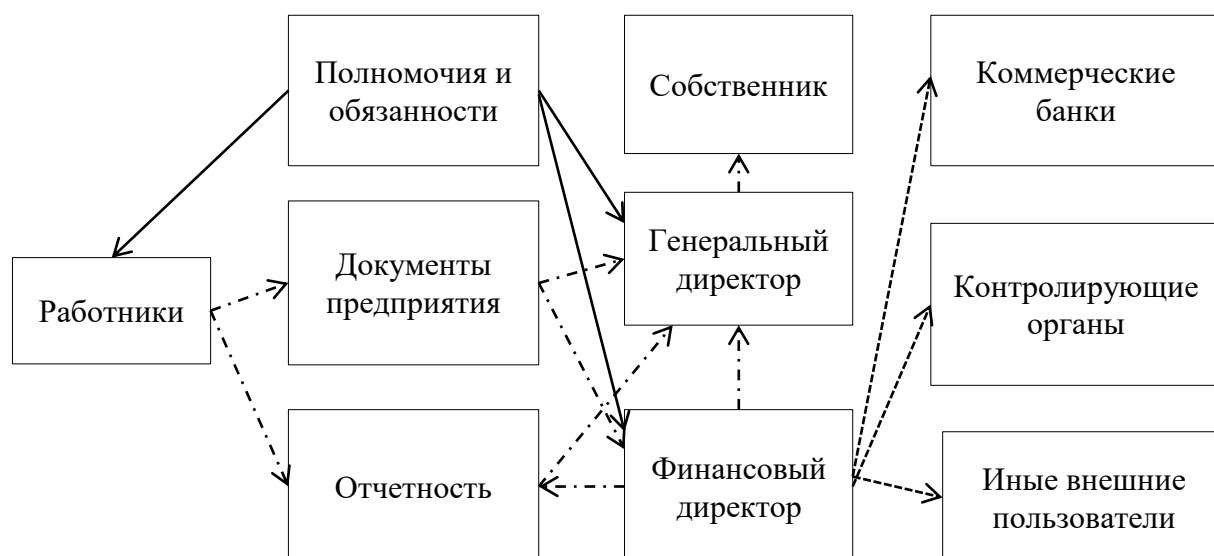 Полномочия и
обязанности
Собственник
Коммерческие
банки
Работники
Документы
предприятия
Генеральный
директор
Контролирующие
органы
Отчетность
Финансовый
директор
Иные внешние
пользователи